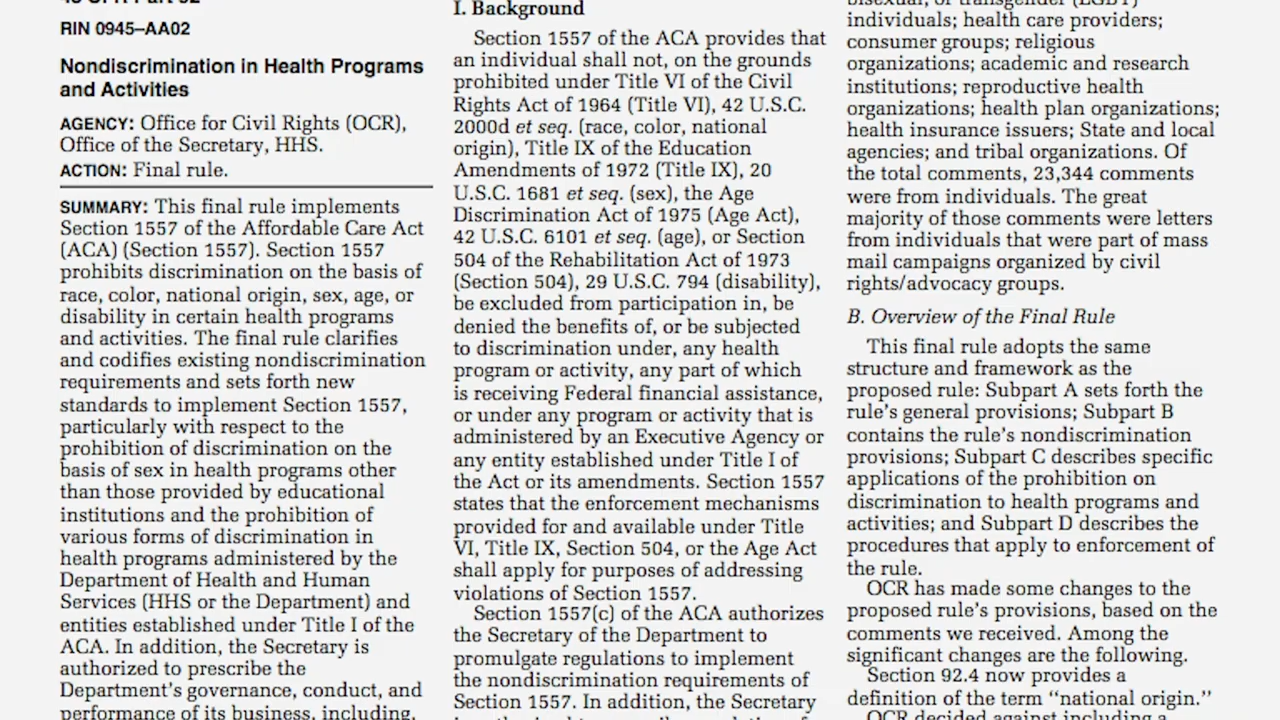 RIN 0945–AA02
Nondiscrimination in Health Programs
and Activities
AGENCY: Office for Civil Rights (OCR),
Office of the Secretary, HHS.
ACTION: Final rule.
SUMMARY: This final rule implements
Section 1557 of the Affordable Care Act
(ACA) (Section 1557). Section 1557
prohibits discrimination on the basis of
race, color, national origin, sex, age, or
disability in certain health programs
and activities. The final rule clarifies
and codifies existing nondiscrimination
requirements and sets forth new
standards to implement Section 1557,
particularly with respect to the
prohibition of discrimination on the
basis of sex in health programs other
than those provided by educational
institutions and the prohibition of
various forms of discrimination in
health programs administered by the
Department of Health and Human
Services (HHS or the Department) and
entities established under Title I of the
ACA. In addition, the Secretary is
authorized to prescribe the
Department's governance, conduct, and
performance of its business, including,
I. Background
Section 1557 of the ACA provides that
an individual shall not, on the grounds
prohibited under Title VI of the Civil
Rights Act of 1964 (Title VI), 42 U.S.C.
2000d et seq. (race, color, national
origin), Title IX of the Education
Amendments of 1972 (Title IX), 20
U.S.C. 1681 et seq. (sex), the Age
Discrimination Act of 1975 (Age Act),
42 U.S.C. 6101 et seq. (age), or Section
504 of the Rehabilitation Act of 1973
(Section 504), 29 U.S.C. 794 (disability),
be excluded from participation in, be
denied the benefits of, or be subjected
to discrimination under, any health
program or activity, any part of which
is receiving Federal financial assistance,
or under any program or activity that is
administered by an Executive Agency or
any entity established under Title I of
the Act or its amendments. Section 1557
states that the enforcement mechanisms
provided for and available under Title
VI, Title IX, Section 504, or the Age Act
shall apply for purposes of addressing
violations of Section 1557.
Section 1557(c) of the ACA authorizes
the Secretary of the Department to
promulgate regulations to implement
the nondiscrimination requirements of
Section 1557. In addition, the Secretary
bisexual, or transgender (LGBT)
individuals; health care providers;
consumer groups; religious
organizations; academic and research
institutions; reproductive health
organizations; health plan organizations;
health insurance issuers; State and local
agencies; and tribal organizations. Of
the total comments, 23,344 comments
were from individuals. The great
majority of those comments were letters
from individuals that were part of mass
mail campaigns organized by civil
rights/advocacy groups.
B. Overview of the Final Rule
This final rule adopts the same
structure and framework as the
proposed rule: Subpart A sets forth the
rule's general provisions; Subpart B
contains the rule's nondiscrimination
provisions; Subpart C describes specific
applications of the prohibition on
discrimination to health programs and
activities; and Subpart D describes the
procedures that apply to enforcement of
the rule.
OCR has made some changes to the
proposed rule's provisions, based on the
comments we received. Among the
significant changes are the following.
Section 92.4 now provides a
definition of the term "national origin."
OCR decided against including a